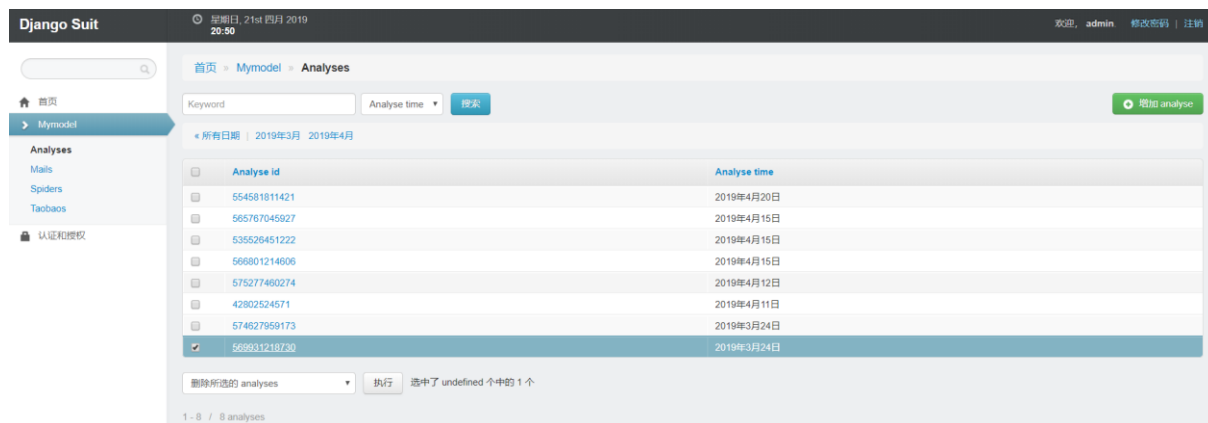 Django Suit
星期日, 21st 四月 2019
20:50
欢迎，admin. 修改密码 | 注销
首页 » Mymodel » Analyses
首页
Mymodel
Analyses
Mails
Spiders
Taobaos
认证和授权
Keyword
Analyse time
搜索
增加 analyse
« 所有日期 | 2019年3月 2019年4月
Analyse id Analyse time
554581811421 2019年4月20日
565767045927 2019年4月15日
535526451222 2019年4月15日
566801214606 2019年4月15日
575277460274 2019年4月12日
42802524571 2019年4月11日
574627959173 2019年3月24日
569931218730 2019年3月24日
删除所选的 analyses 执行 选中了 undefined 个中的 1 个
1 - 8 / 8 analyses